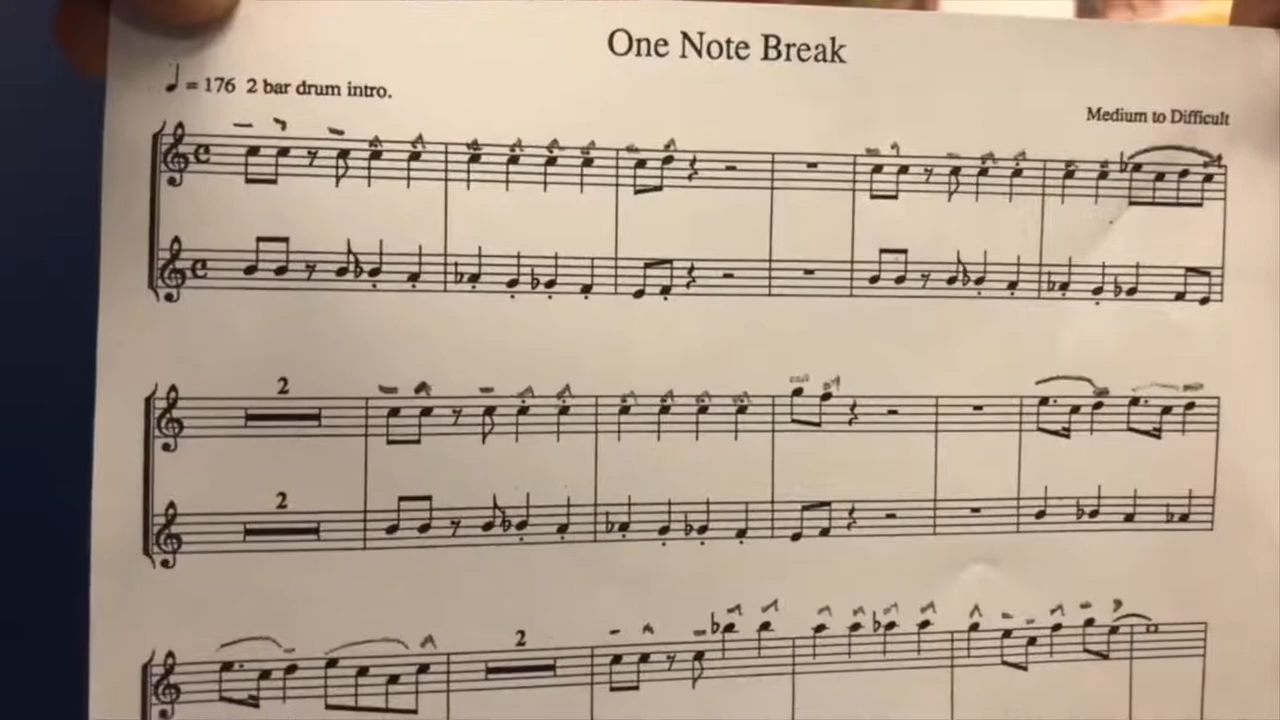 One Note Break
♩ = 176 2 bar drum intro.
Medium to Difficult
2
2
2